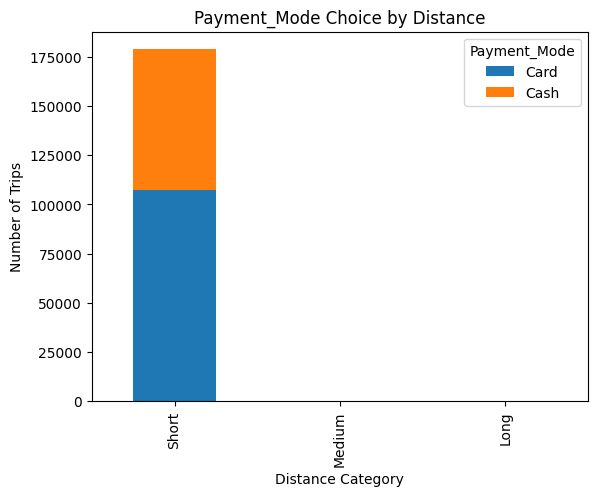 Payment_Mode Choice by Distance
Payment_Mode
Card
Cash
Number of Trips
175000
150000
125000
100000
75000
50000
25000
0
Short
Medium
Long
Distance Category